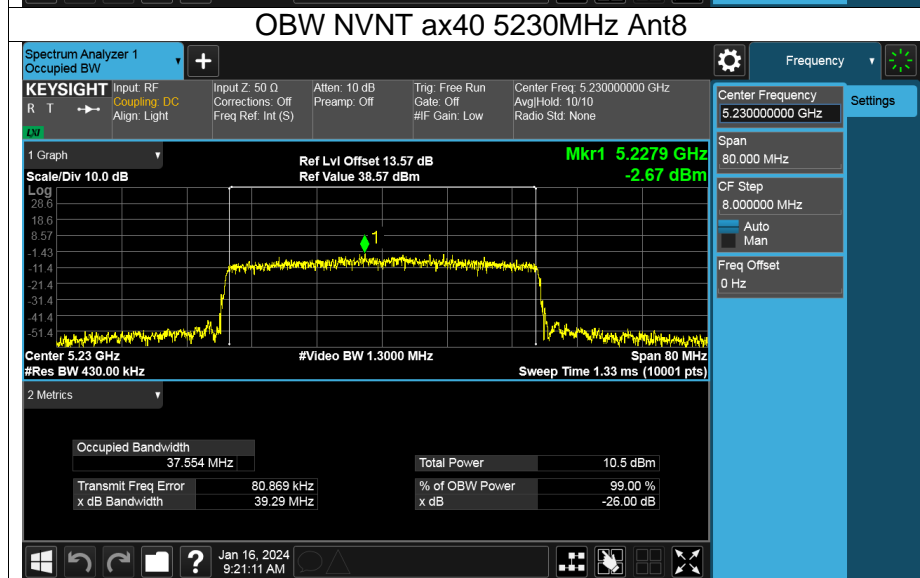 OBW NVNT ax40 5230MHz Ant8
Spectrum Analyzer 1
Occupied BW
+
Frequency
KEYSIGHT
R T
LXI
Input: RF
Coupling: DC
Align: Light
Input Z: 50 Ω
Corrections: Off
Freq Ref: Int (S)
Atten: 10 dB
Preamp: Off
Trig: Free Run
Gate: Off
#IF Gain: Low
Center Freq: 5.230000000 GHz
Avg|Hold: 10/10
Radio Std: None
Center Frequency
5.230000000 GHz
Settings
Span
80.000 MHz
CF Step
8.000000 MHz
Auto
Man
Freq Offset
0 Hz
1 Graph
Scale/Div 10.0 dB
Ref Lvl Offset 13.57 dB
Ref Value 38.57 dBm
Mkr1 5.2279 GHz
-2.67 dBm
Log
28.6
18.6
8.57
-1.43
-11.4
-21.4
-31.4
-41.4
-51.4
1
Center 5.23 GHz
#Res BW 430.00 kHz
#Video BW 1.3000 MHz
Span 80 MHz
Sweep Time 1.33 ms (10001 pts)
2 Metrics
Occupied Bandwidth
37.554 MHz
Total Power 10.5 dBm
Transmit Freq Error 80.869 kHz
% of OBW Power 99.00 %
x dB Bandwidth 39.29 MHz
x dB -26.00 dB
?
Jan 16, 2024
9:21:11 AM